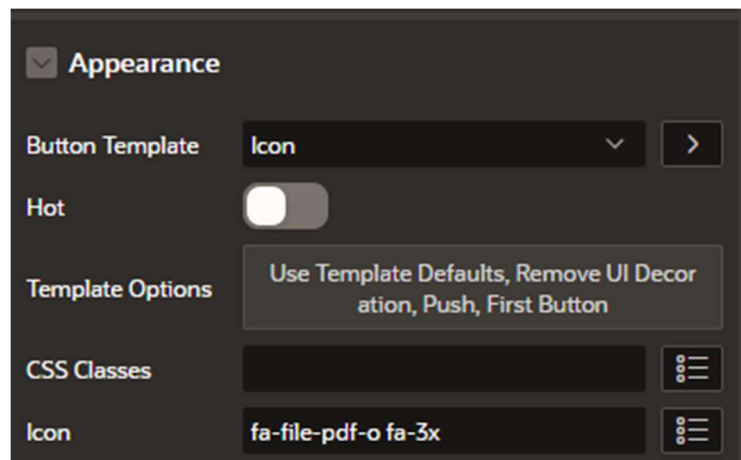 Appearance
Button Template Icon
Hot
Template Options Use Template Defaults, Remove UI Decor
ation, Push, First Button
CSS Classes
Icon fa-file-pdf-o fa-3x